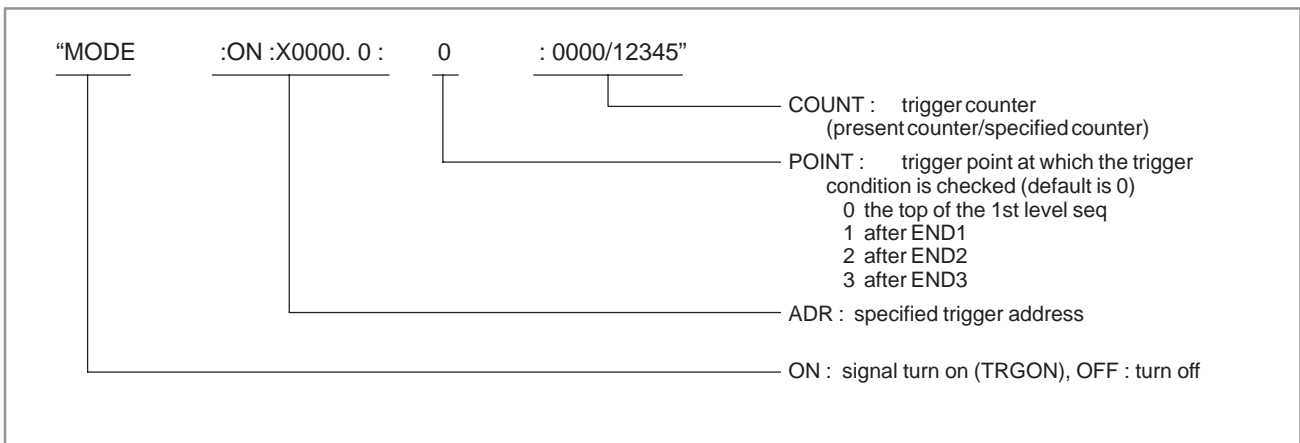 “MODE :ON :X0000. 0 : 0 : 0000/12345”
COUNT : trigger counter
(present counter/specified counter)
POINT : trigger point at which the trigger
condition is checked (default is 0)
0 the top of the 1st level seq
1 after END1
2 after END2
3 after END3
ADR : specified trigger address
ON : signal turn on (TRGON), OFF : turn off